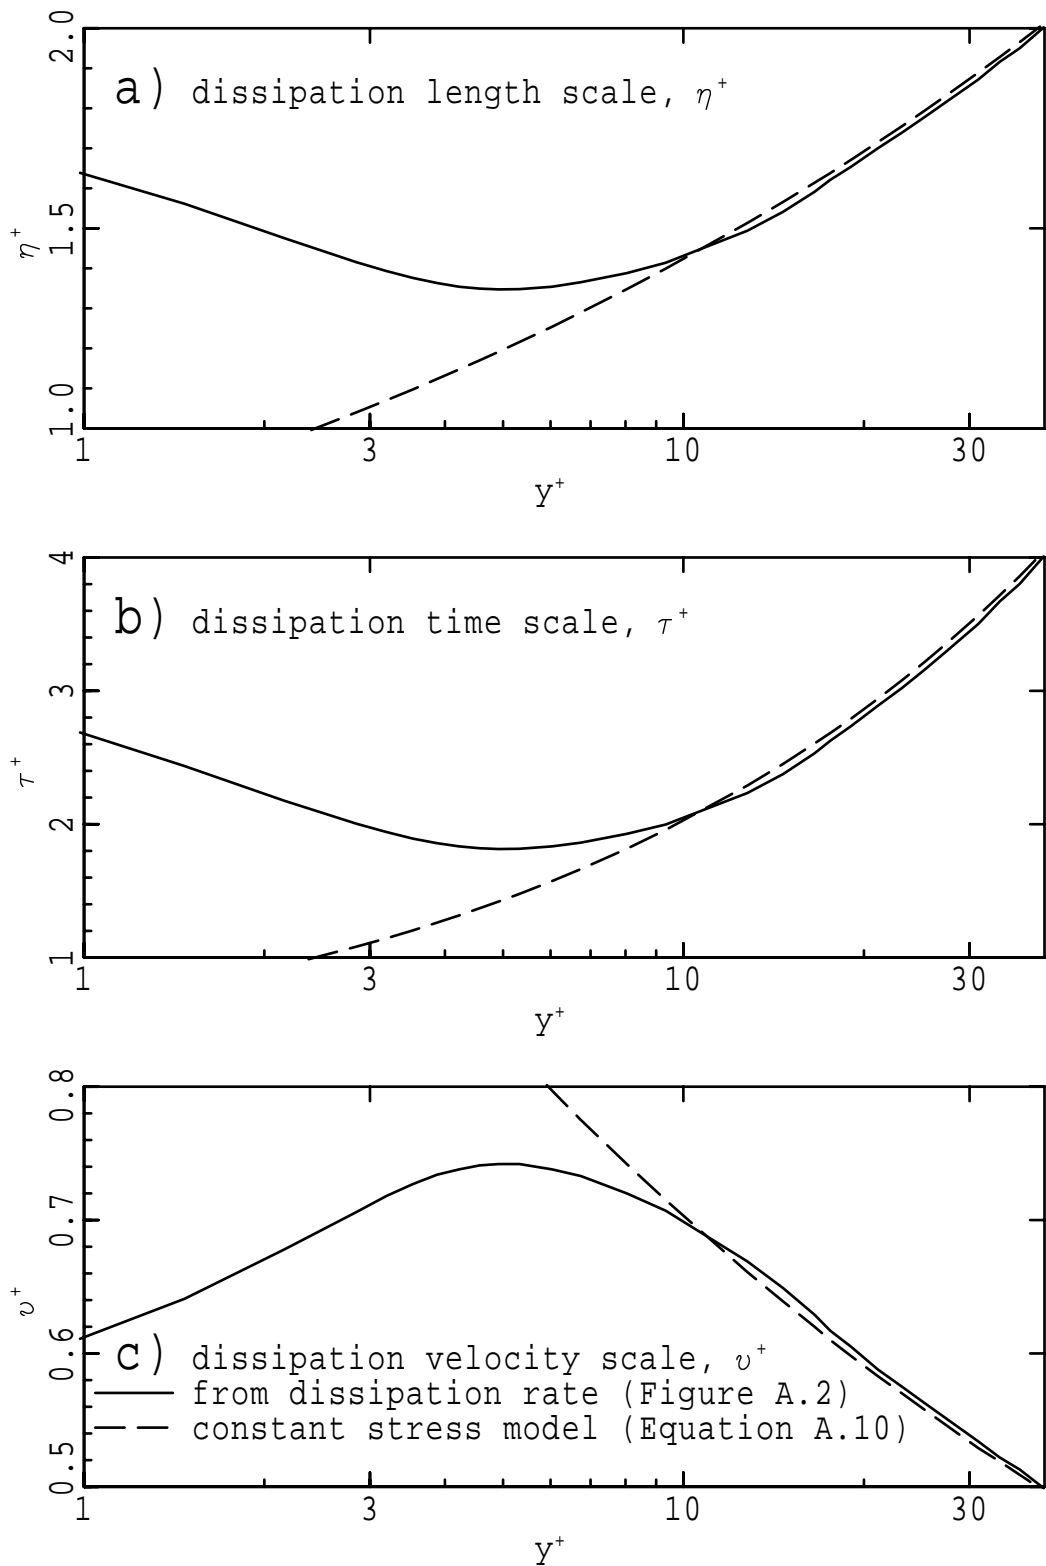 2.0
a) dissipation length scale, η⁺
1.5
η⁺
1.0
1 3 10 30
y⁺
4
b) dissipation time scale, τ⁺
3
τ⁺
2
1
1 3 10 30
y⁺
0.8
0.7
υ⁺
0.6
c) dissipation velocity scale, υ⁺
from dissipation rate (Figure A.2)
constant stress model (Equation A.10)
0.5
1 3 10 30
y⁺